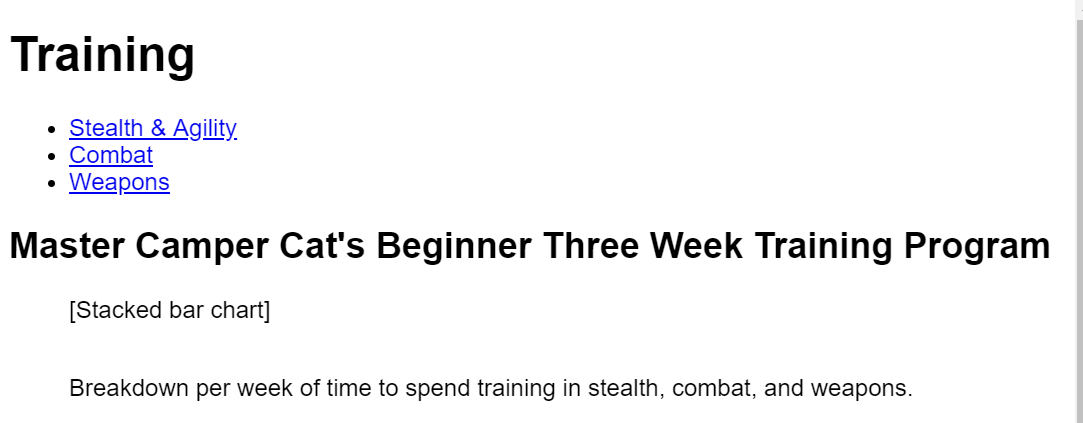 Training
Stealth & Agility
Combat
Weapons
Master Camper Cat's Beginner Three Week Training Program
[Stacked bar chart]
Breakdown per week of time to spend training in stealth, combat, and weapons.